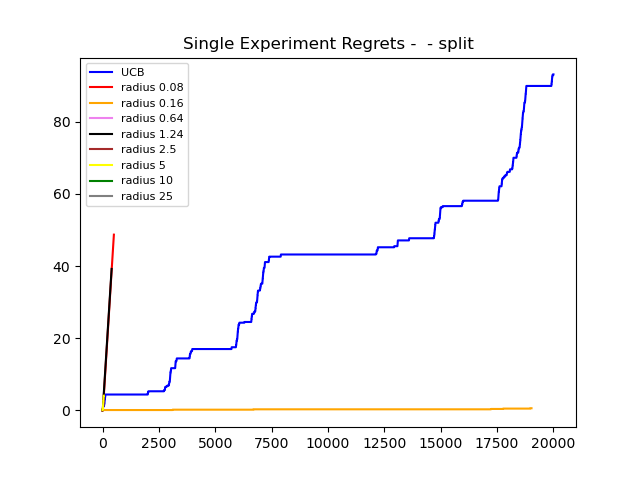 Single Experiment Regrets -  - split
UCB
radius 0.08
radius 0.16
radius 0.64
radius 1.24
radius 2.5
radius 5
radius 10
radius 25
80
60
40
20
0
0 2500 5000 7500 10000 12500 15000 17500 20000